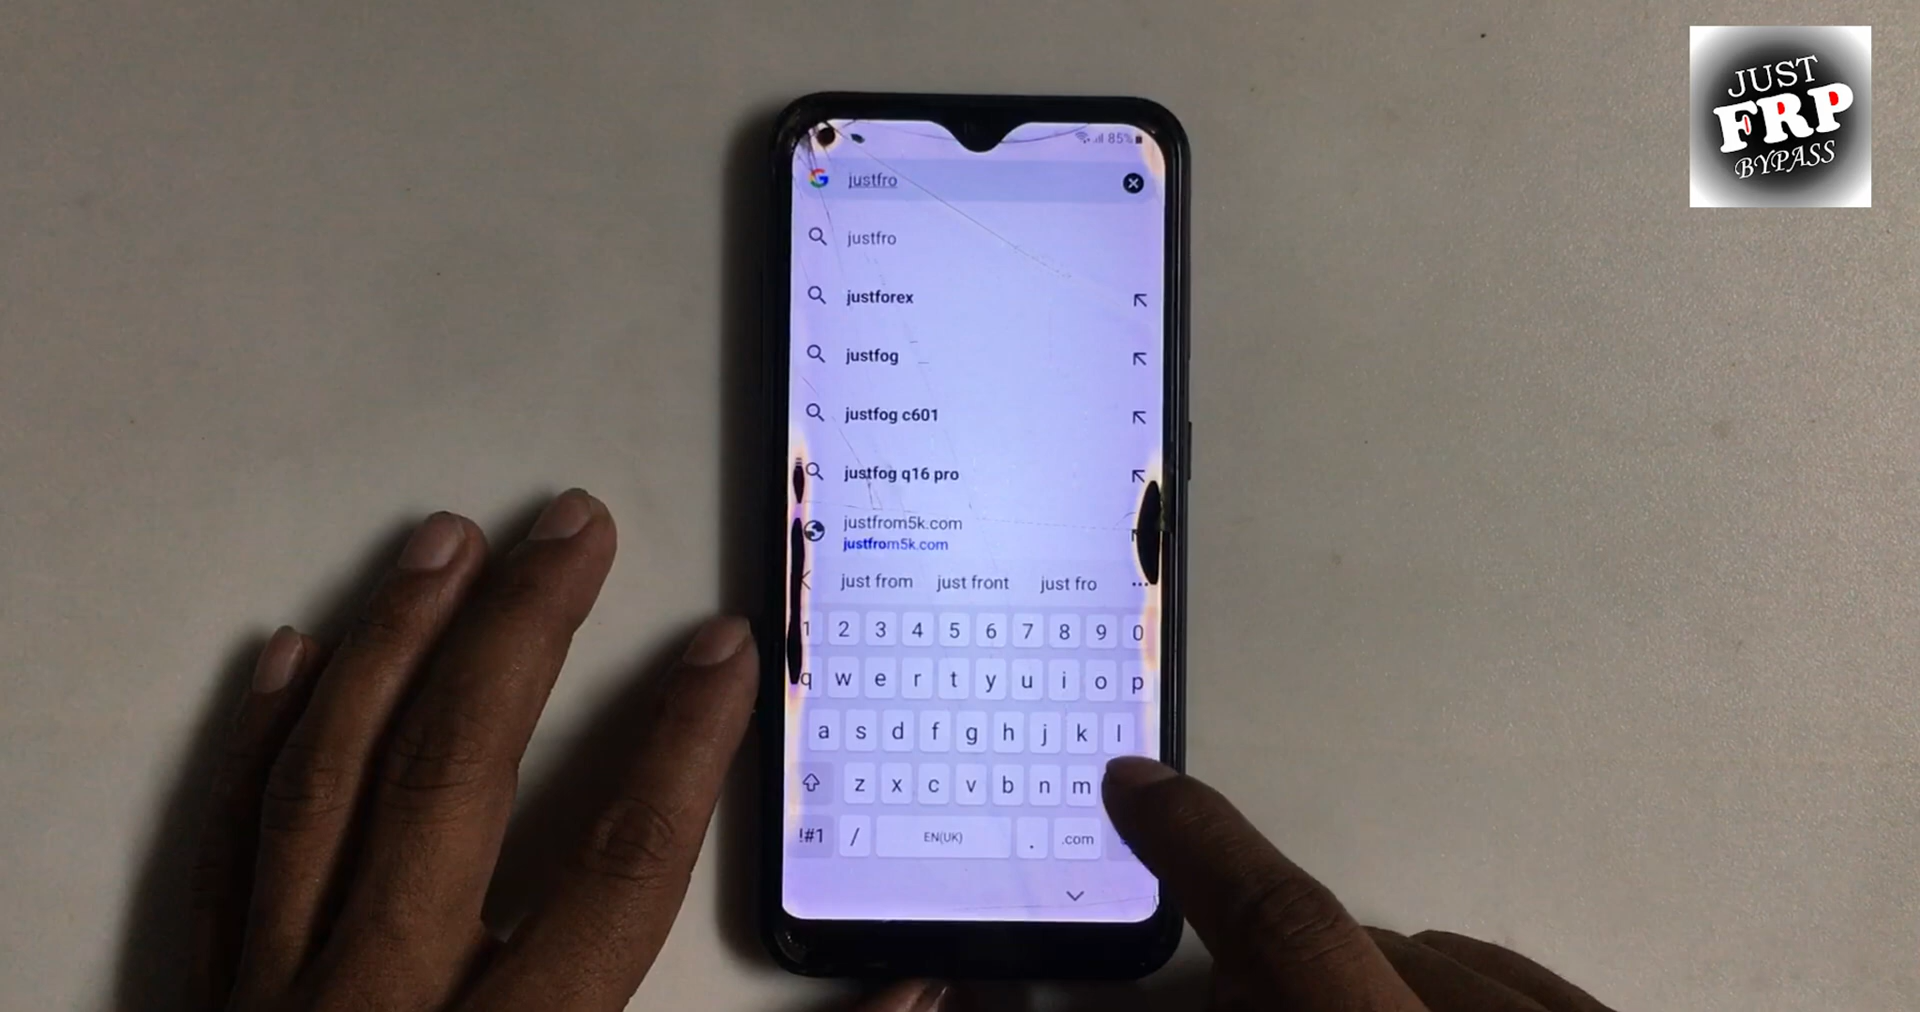 JUST
FRP
BYPASS
85%
justfro
justfro
justforex
justfog
justfog c601
justfog q16 pro
justfrom5k.com
justfrom5k.com
just from just front just fro ...
1 2 3 4 5 6 7 8 9 0
q w e r t y u i o p
a s d f g h j k l
z x c v b n m
!#1 / EN(UK) . .com